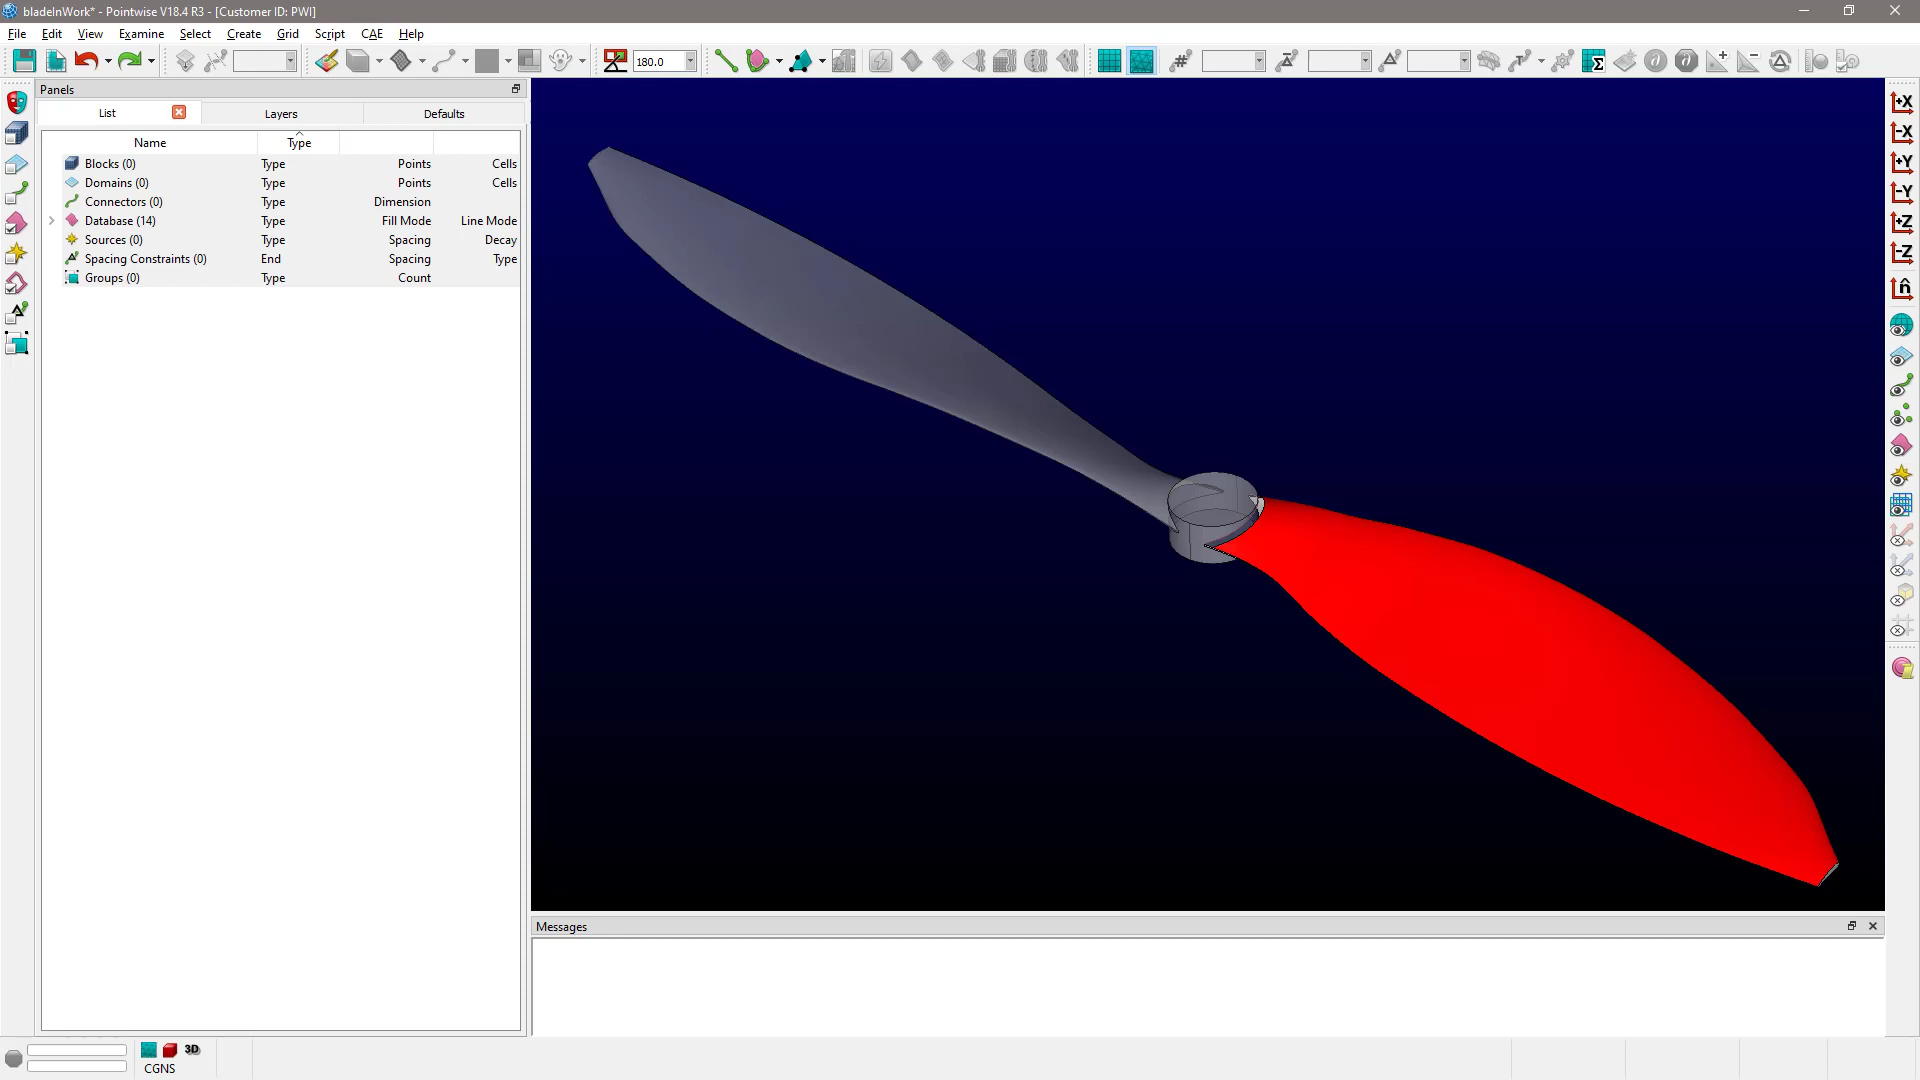 bladeInWork* - Pointwise V18.4 R3 - [Customer ID: PWI]
File Edit View Examine Select Create Grid Script CAE Help
180.0
Panels
List Layers Defaults
Name Type
Blocks (0) Type Points Cells
Domains (0) Type Points Cells
Connectors (0) Type Dimension
Database (14) Type Fill Mode Line Mode
Sources (0) Type Spacing Decay
Spacing Constraints (0) End Spacing Type
Groups (0) Type Count
+X
-X
+Y
-Y
+Z
-Z
n̂
Messages
3D
CGNS